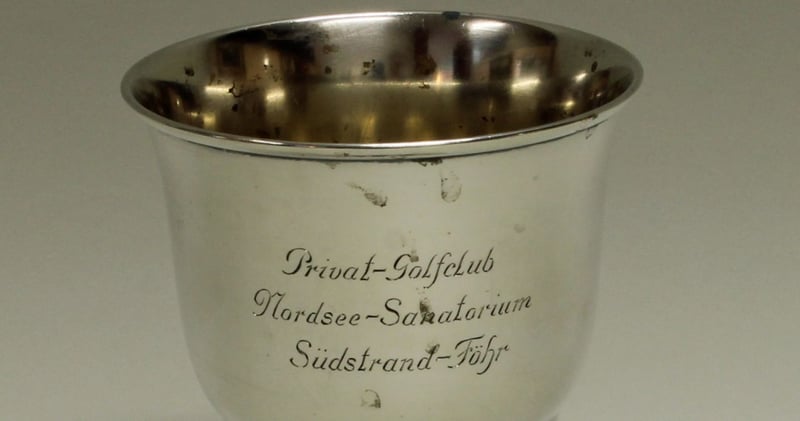 Privat-Golfclub
Nordsee-Sanatorium
Südstrand-Föhr